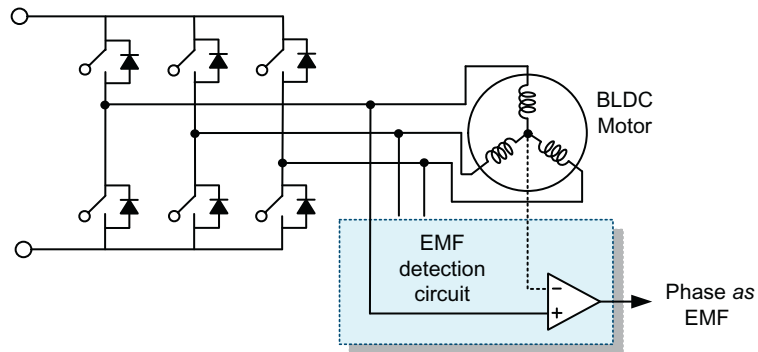 BLDC
Motor
EMF
detection
circuit
−
+
Phase as
EMF